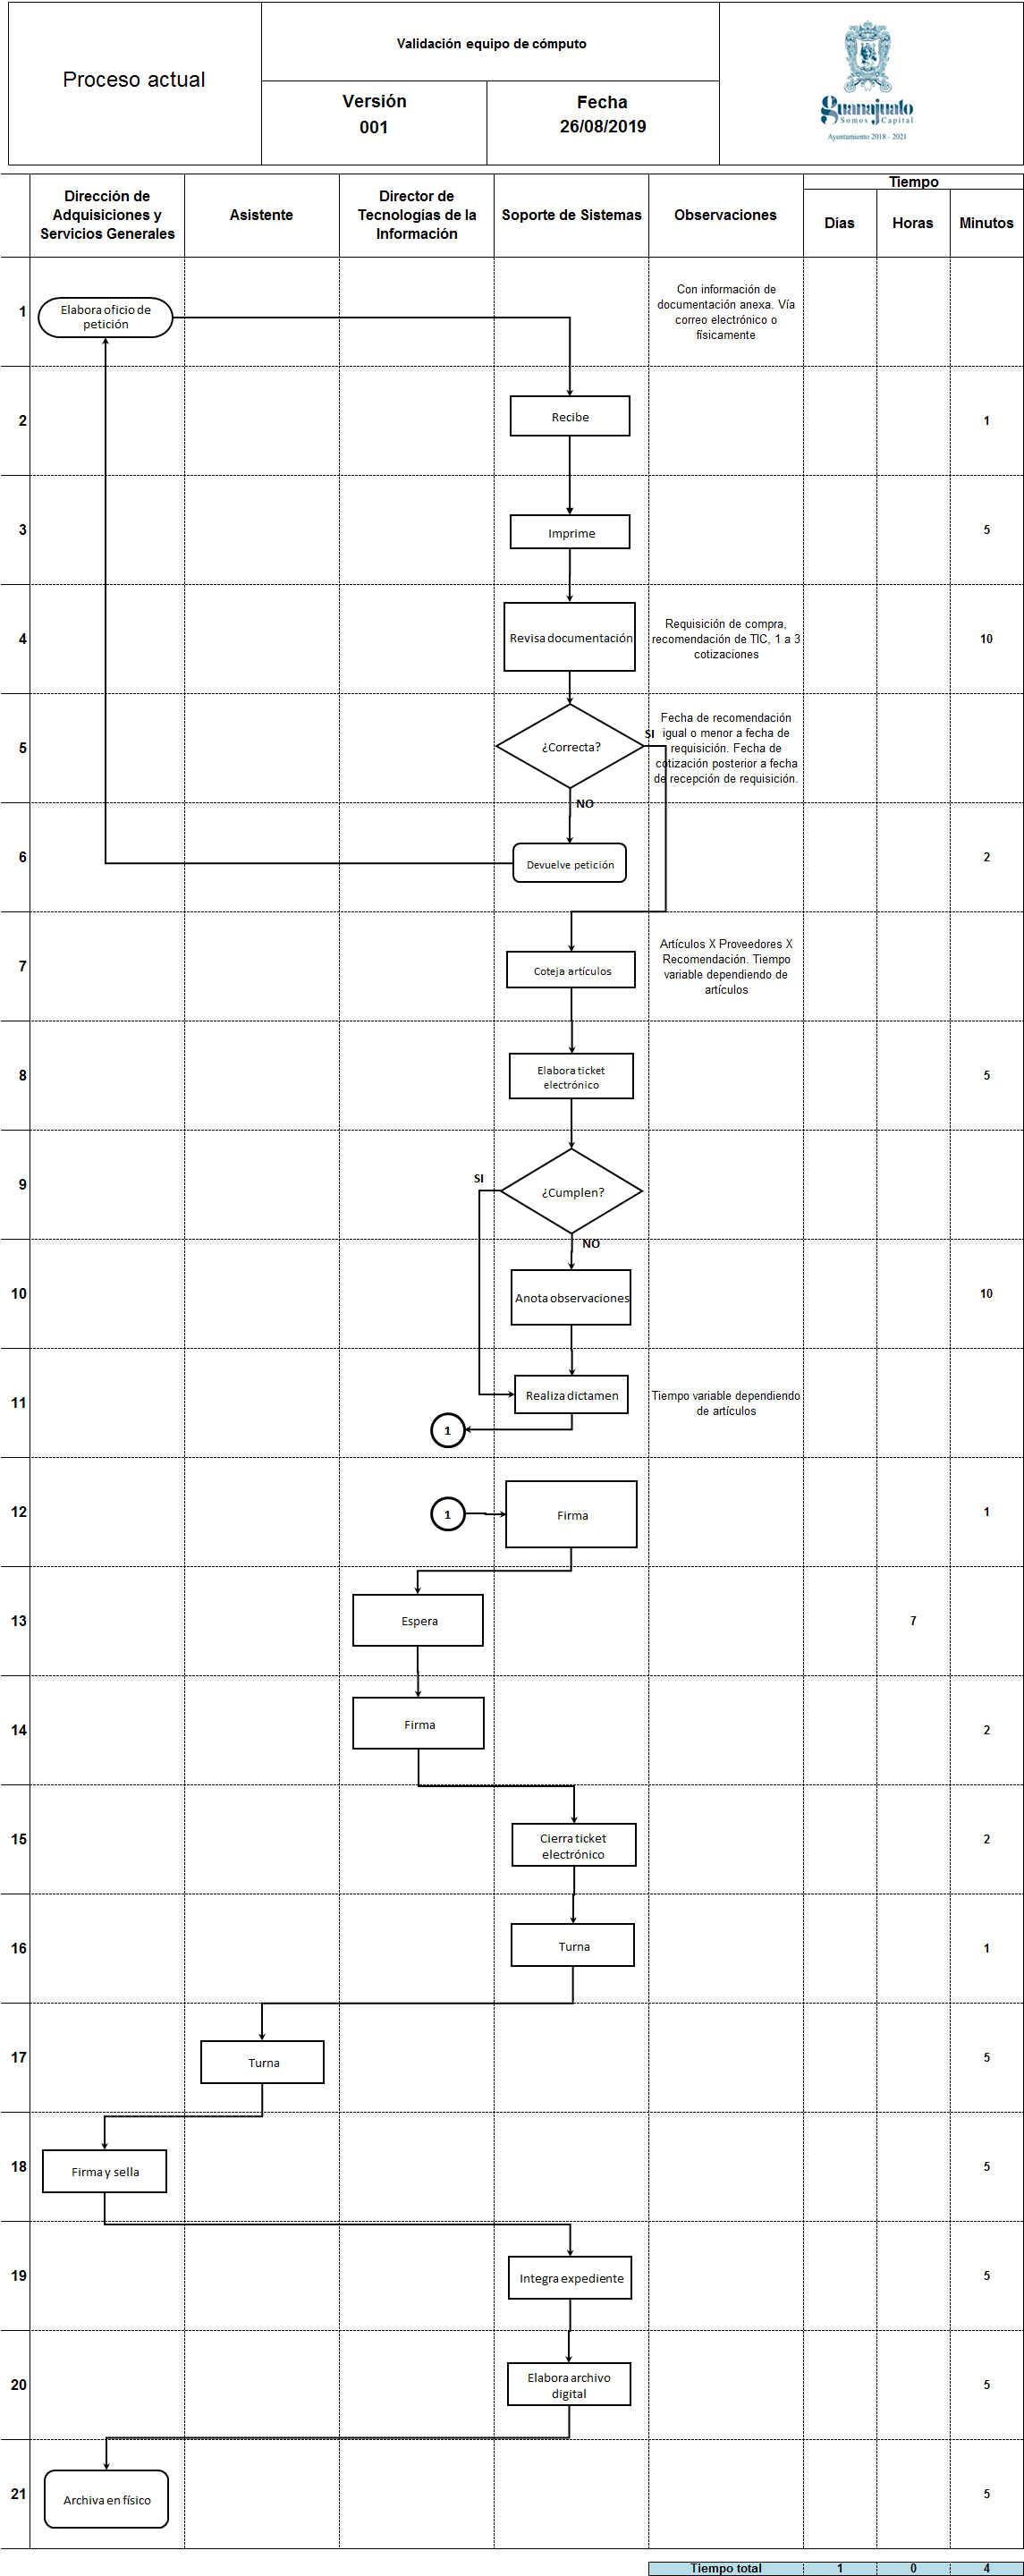 Proceso actual
Validación equipo de cómputo
Versión
001
Fecha
26/08/2019
Guanajuato
Somos Capital
Ayuntamiento 2018 - 2021
Dirección de
Adquisiciones y
Servicios Generales
Asistente
Director de
Tecnologías de la
Información
Soporte de Sistemas
Observaciones
Tiempo
Días
Horas
Minutos
1
Elabora oficio de
petición
Con información de
documentación anexa. Vía
correo electrónico o
físicamente
2
Recibe
1
3
Imprime
5
4
Revisa documentación
Requisición de compra,
recomendación de TIC, 1 a 3
cotizaciones
10
5
¿Correcta?
SI
NO
Fecha de recomendación
igual o menor a fecha de
requisición. Fecha de
cotización posterior a fecha
de recepción de requisición.
6
Devuelve petición
2
7
Coteja artículos
Artículos X Proveedores X
Recomendación. Tiempo
variable dependiendo de
artículos
8
Elabora ticket
electrónico
5
9
SI
¿Cumplen?
NO
10
Anota observaciones
10
11
Realiza dictamen
1
Tiempo variable dependiendo
de artículos
12
1
Firma
1
13
Espera
7
14
Firma
2
15
Cierra ticket
electrónico
2
16
Turna
1
17
Turna
5
18
Firma y sella
5
19
Integra expediente
5
20
Elabora archivo
digital
5
21
Archiva en físico
5
Tiempo total
1
0
4